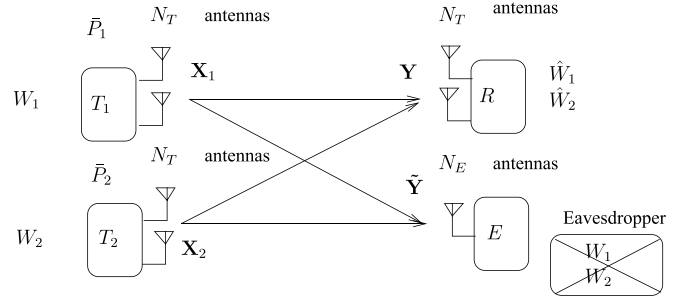 N_T antennas
P̄_1
W_1
T_1
X_1
N_T antennas
P̄_2
W_2
T_2
X_2
N_T antennas
Y
R
Ŵ_1
Ŵ_2
N_E antennas
Ỹ
E
Eavesdropper
W_1
W_2